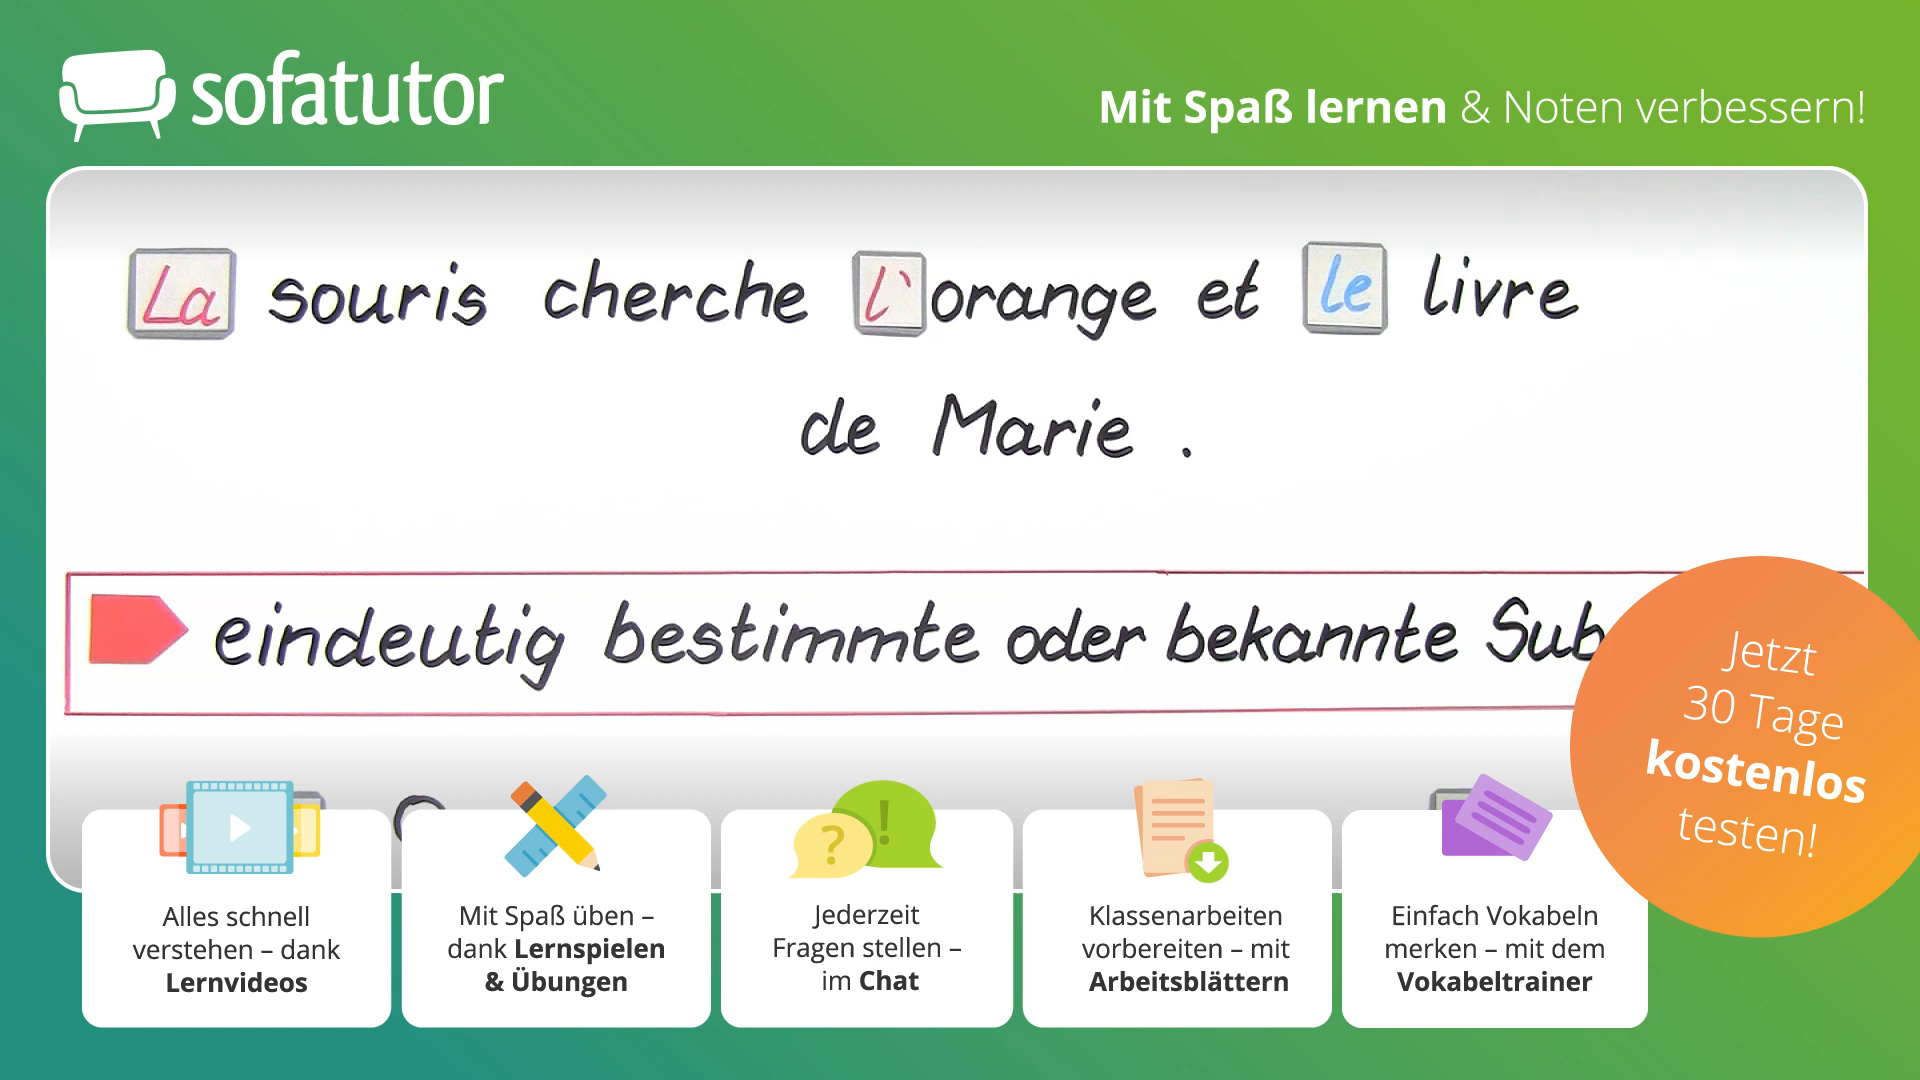 sofatutor
Mit Spaß lernen & Noten verbessern!
La souris cherche l'orange et le livre
de Marie .
eindeutig bestimmte oder bekannte Sub
Jetzt
30 Tage
kostenlos
testen!
Alles schnell
verstehen – dank
Lernvideos
Mit Spaß üben –
dank Lernspielen
& Übungen
? !
Jederzeit
Fragen stellen –
im Chat
Klassenarbeiten
vorbereiten – mit
Arbeitsblättern
Einfach Vokabeln
merken – mit dem
Vokabeltrainer